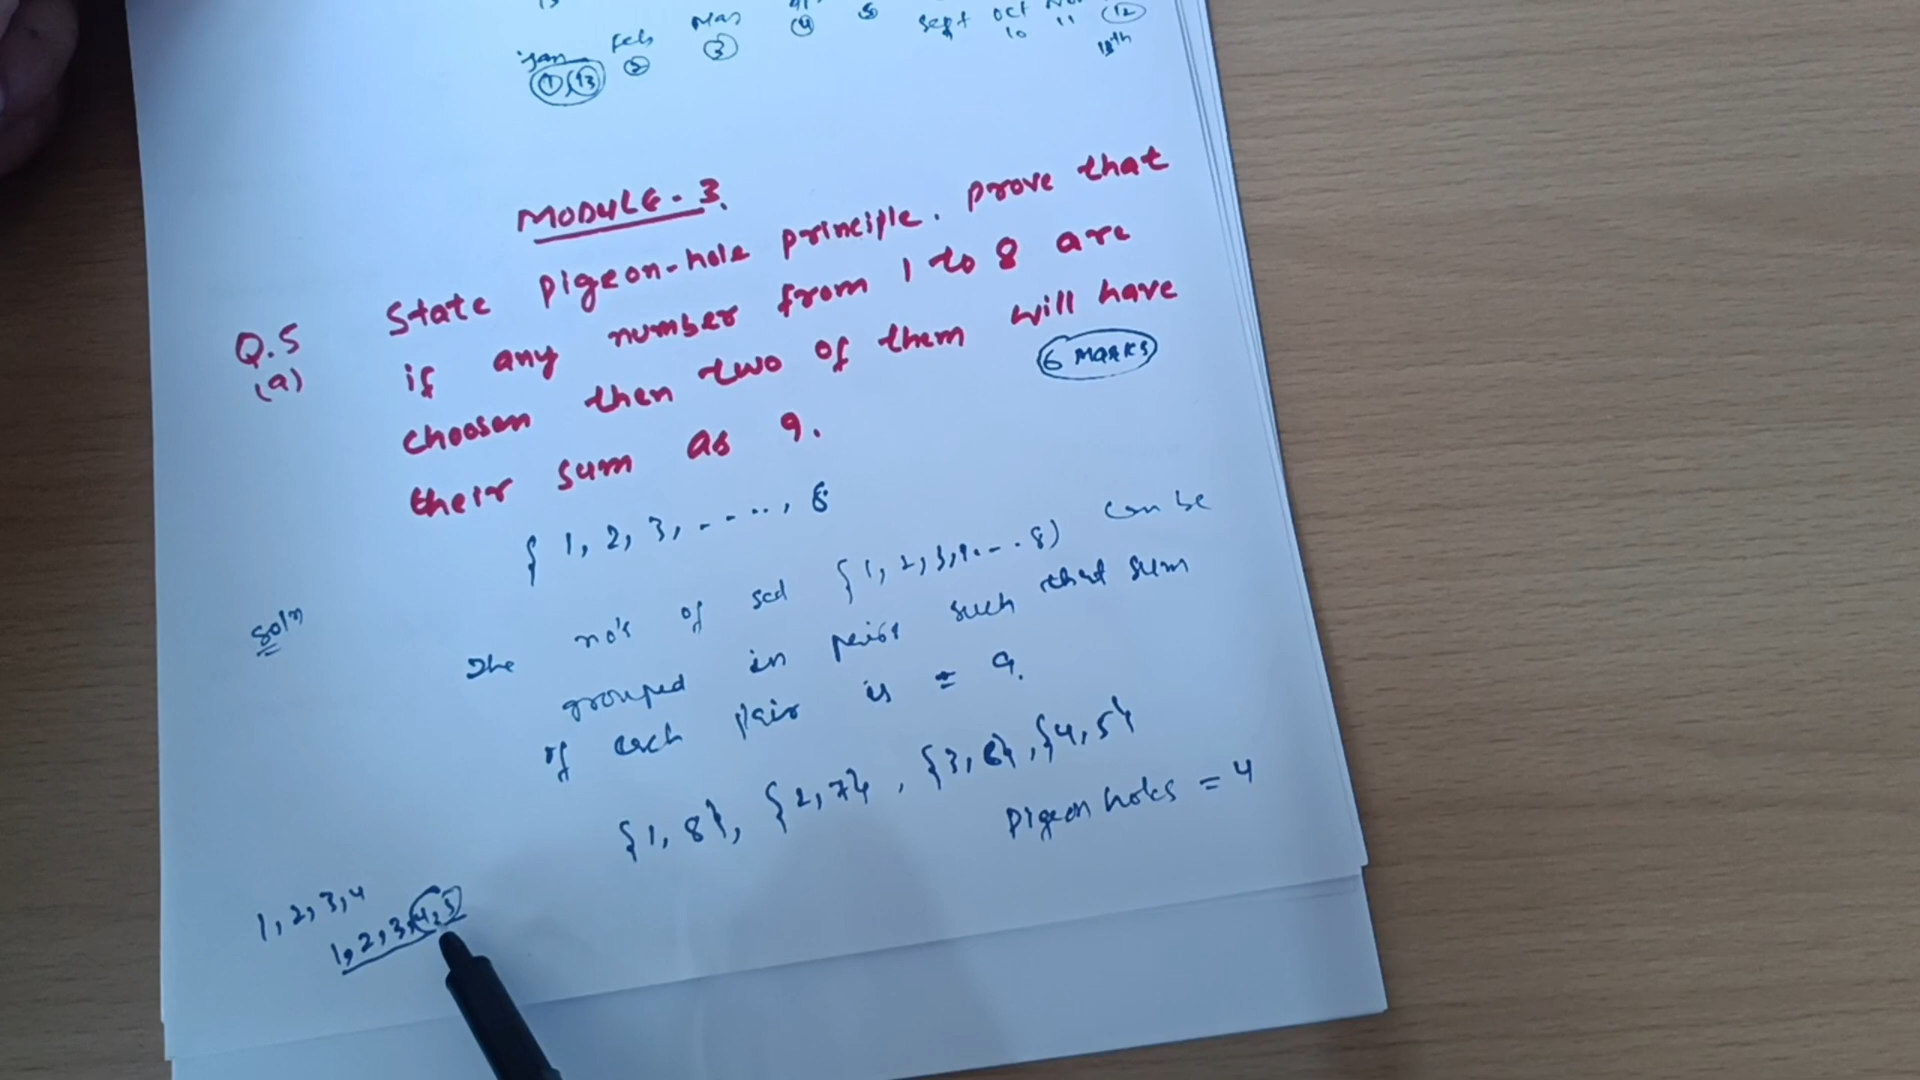 Mar 4 5 Sept Oct 11 12
Jan Feb 3 10 13th
1, 13 2
MODULE - 3.
Q.5 State pigeon-hole principle. prove that
(a) if any number from 1 to 8 are
choosen then two of them will have
their sum as 9. 6 MARKS
{ 1, 2, 3, - - .., 8
Soln The no's of set {1, 2, 3, ... 8} can be
grouped in pairs such that sum
of each pair is = 9.
{1, 8}, {2, 7}, {3, 6}, {4, 5}
Pigeon holes = 4
1, 2, 3, 4
1, 2, 3, 4, 5